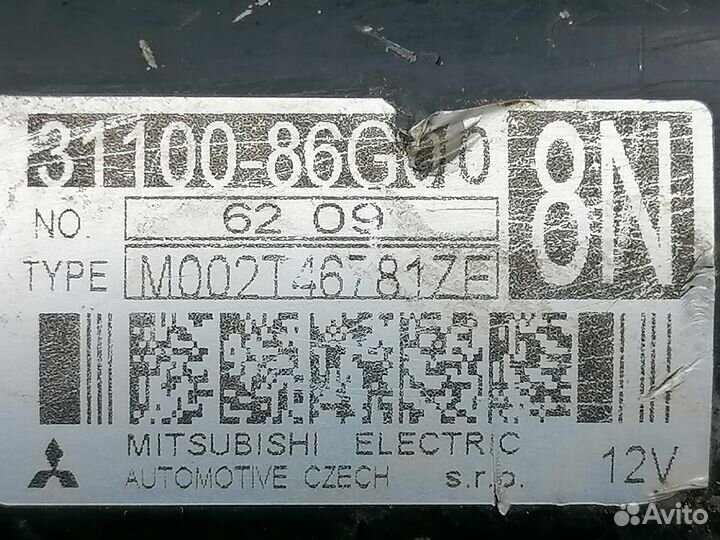 31100-86G00
8N
NO. 62 09
TYPE M002T46781ZE
MITSUBISHI ELECTRIC
AUTOMOTIVE CZECH s.r.o.
12V
Avito